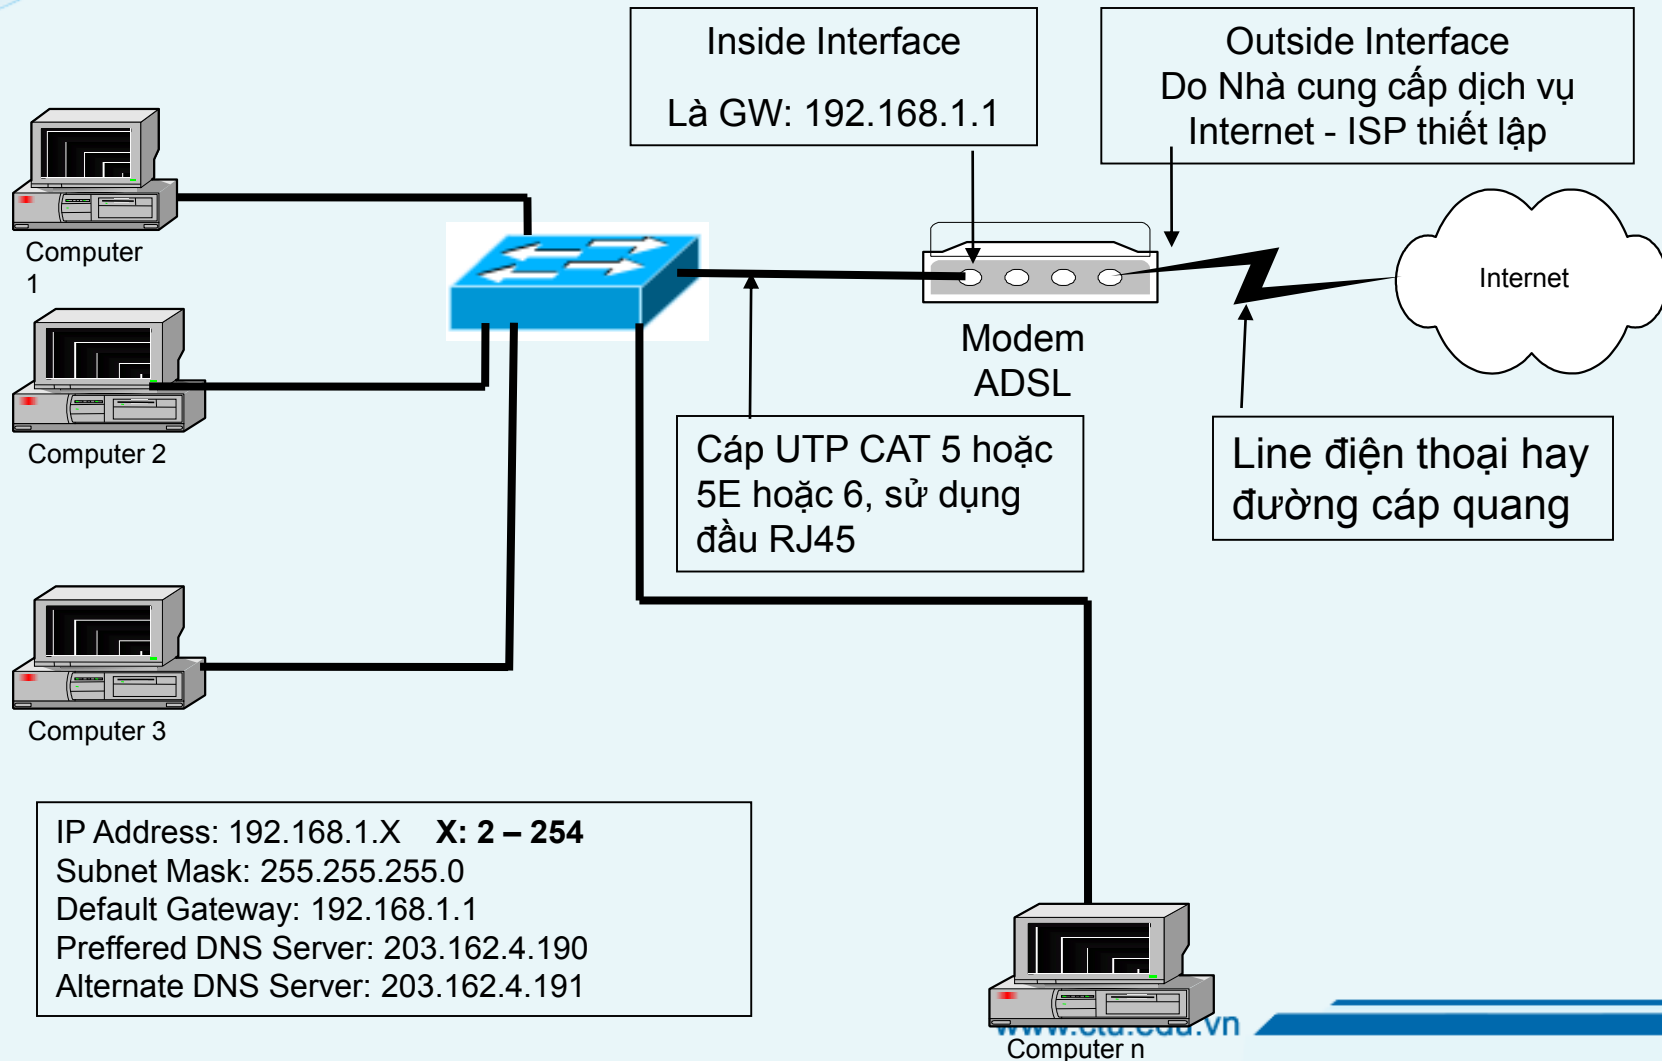 Inside Interface
Là GW: 192.168.1.1
Outside Interface
Do Nhà cung cấp dịch vụ
Internet - ISP thiết lập
Computer
1
Internet
Modem
ADSL
Computer 2
Cáp UTP CAT 5 hoặc
5E hoặc 6, sử dụng
đầu RJ45
Line điện thoại hay
đường cáp quang
Computer 3
IP Address: 192.168.1.X X: 2 – 254
Subnet Mask: 255.255.255.0
Default Gateway: 192.168.1.1
Preffered DNS Server: 203.162.4.190
Alternate DNS Server: 203.162.4.191
www.ctu.edu.vn
Computer n